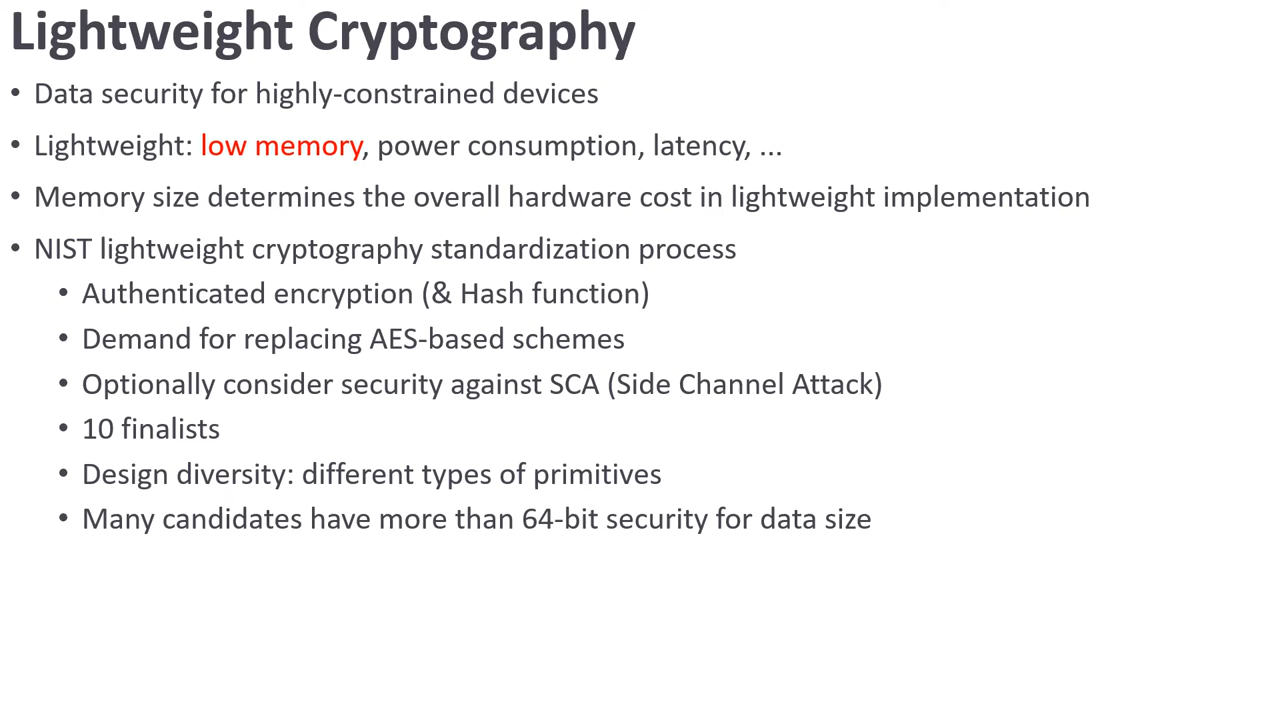 Lightweight Cryptography
• Data security for highly-constrained devices
• Lightweight: low memory, power consumption, latency, ...
• Memory size determines the overall hardware cost in lightweight implementation
• NIST lightweight cryptography standardization process
• Authenticated encryption (& Hash function)
• Demand for replacing AES-based schemes
• Optionally consider security against SCA (Side Channel Attack)
• 10 finalists
• Design diversity: different types of primitives
• Many candidates have more than 64-bit security for data size